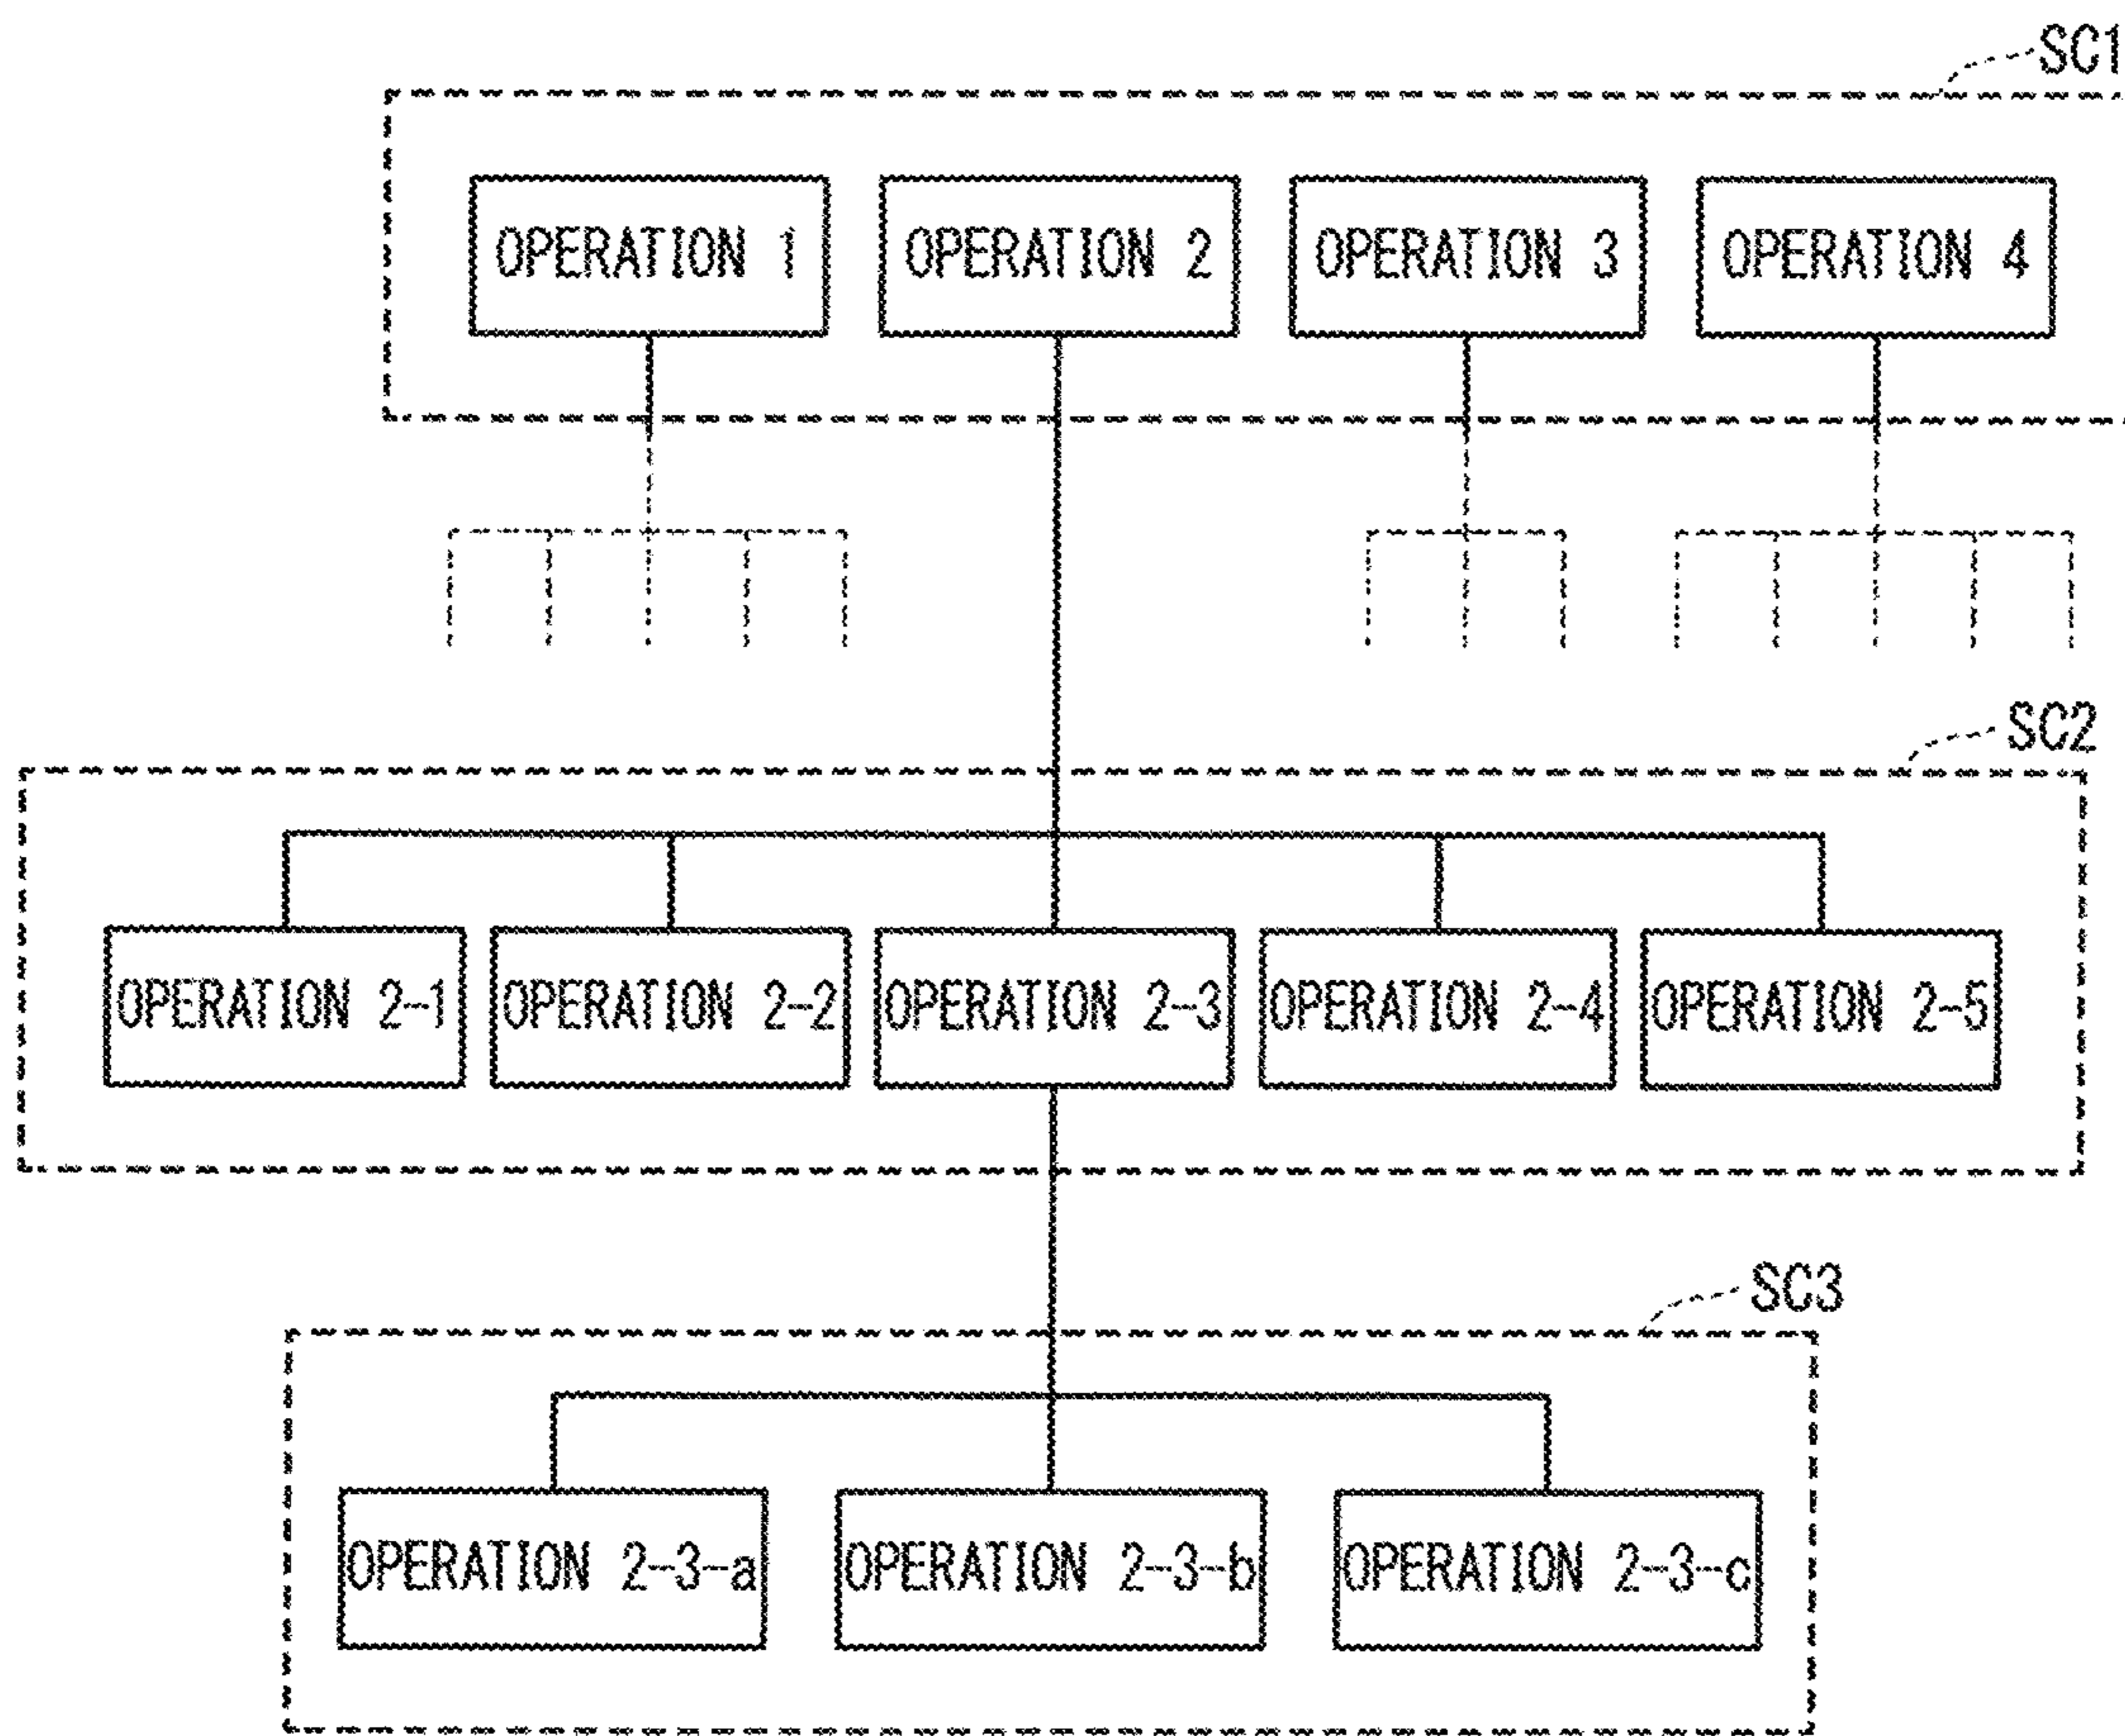 SC1
OPERATION 1
OPERATION 2
OPERATION 3
OPERATION 4
SC2
OPERATION 2-1
OPERATION 2-2
OPERATION 2-3
OPERATION 2-4
OPERATION 2-5
SC3
OPERATION 2-3-a
OPERATION 2-3-b
OPERATION 2-3-c